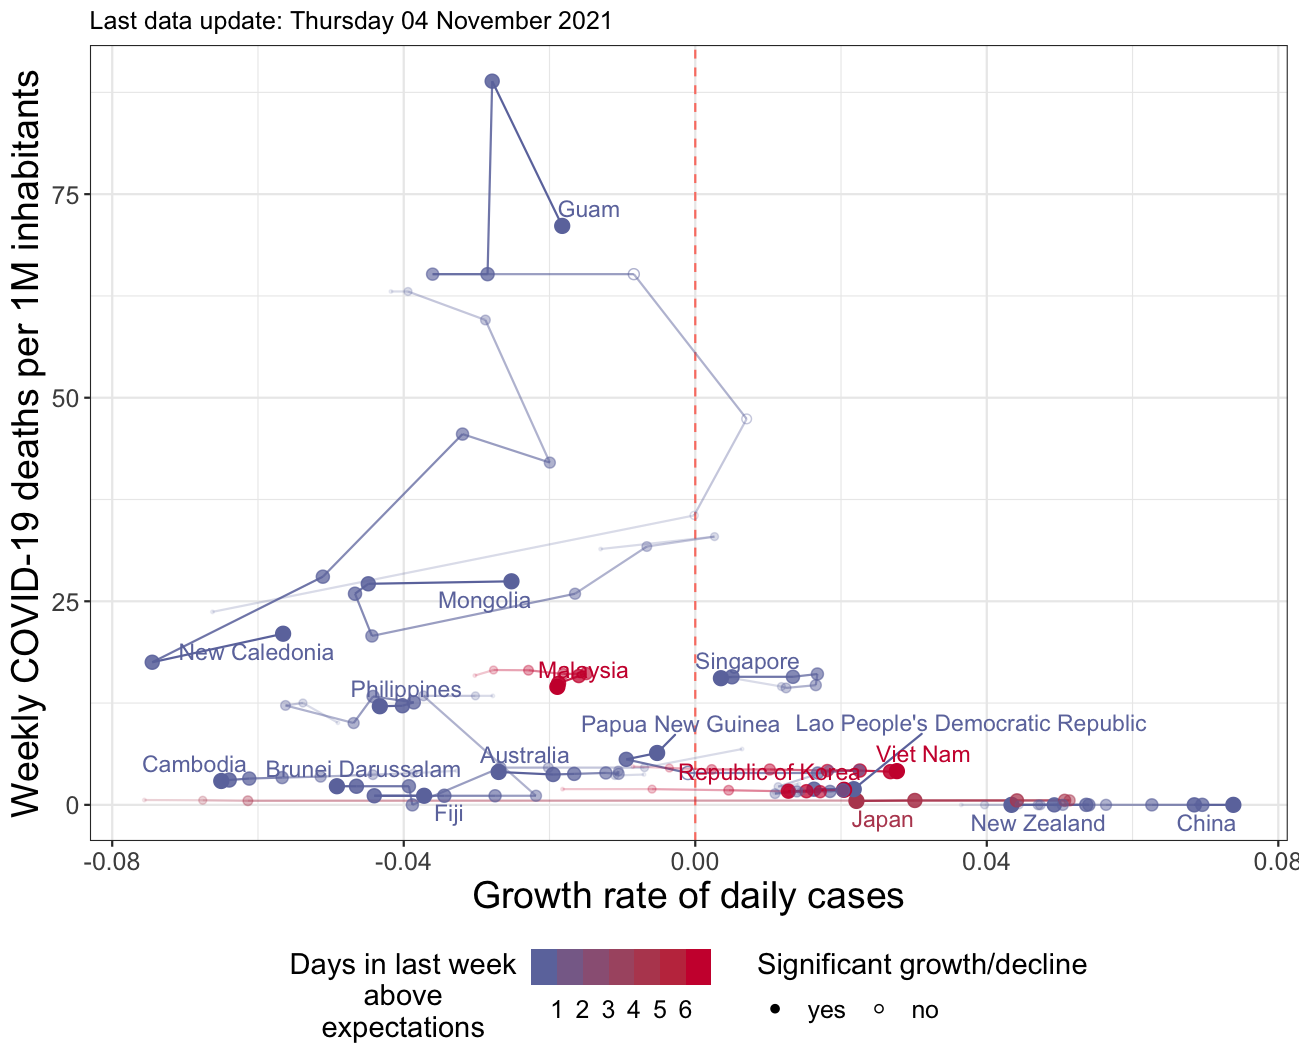 Last data update: Thursday 04 November 2021
Weekly COVID-19 deaths per 1M inhabitants
75
50
25
0
Guam
Mongolia
New Caledonia
Malaysia
Singapore
Philippines
Papua New Guinea
Lao People's Democratic Republic
Australia
Viet Nam
Cambodia
Brunei Darussalam
Republic of Korea
Fiji
Japan
New Zealand
China
-0.08
-0.04
0.00
0.04
0.08
Growth rate of daily cases
Days in last week
above
expectations
1 2 3 4 5 6
Significant growth/decline
yes
no